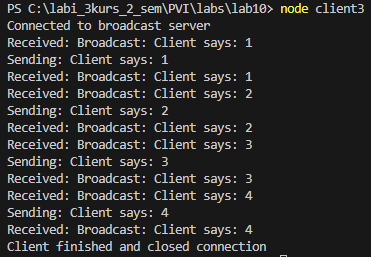 PS C:\labi_3kurs_2_sem\PVI\labs\lab10> node client3
Connected to broadcast server
Received: Broadcast: Client says: 1
Sending: Client says: 1
Received: Broadcast: Client says: 1
Received: Broadcast: Client says: 2
Sending: Client says: 2
Received: Broadcast: Client says: 2
Received: Broadcast: Client says: 3
Sending: Client says: 3
Received: Broadcast: Client says: 3
Received: Broadcast: Client says: 4
Sending: Client says: 4
Received: Broadcast: Client says: 4
Client finished and closed connection